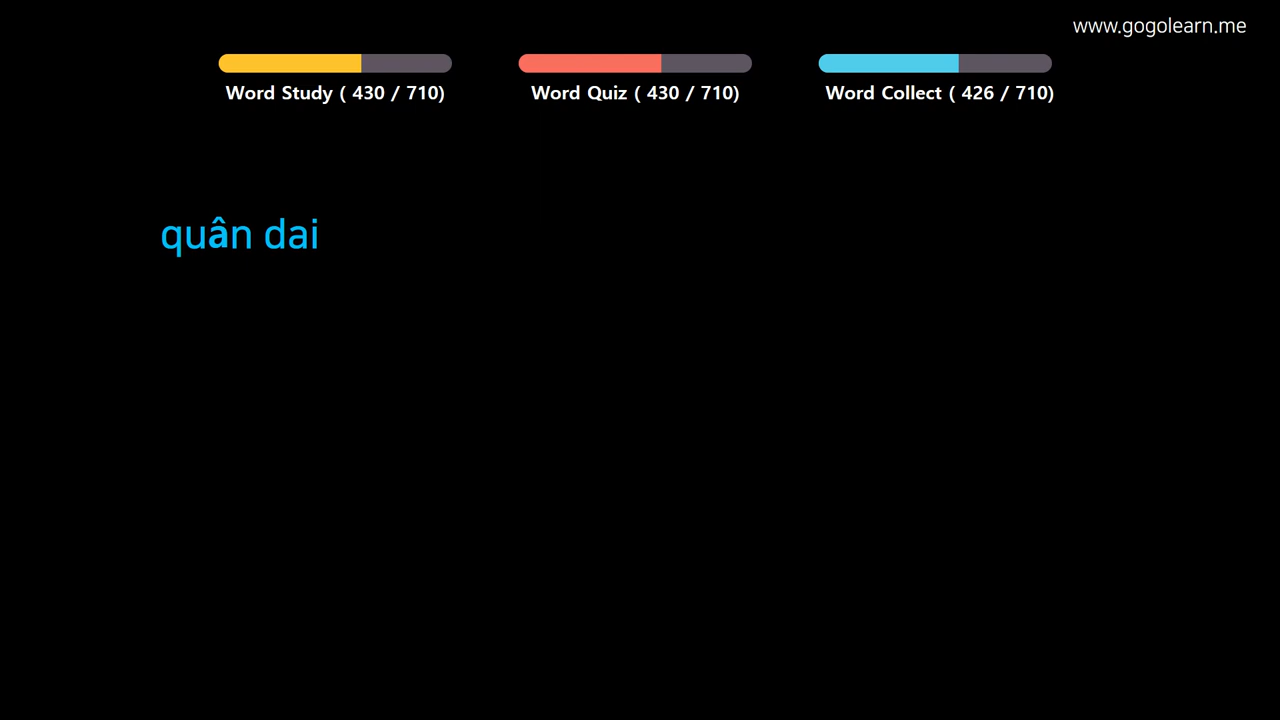 www.gogolearn.me
Word Study ( 430 / 710)
Word Quiz ( 430 / 710)
Word Collect ( 426 / 710)
quân dai